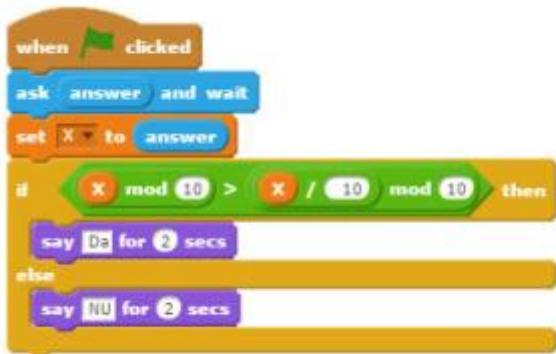 when clicked
ask answer and wait
set X to answer
if X mod 10 > X / 10 mod 10 then
say Da for 2 secs
else
say NU for 2 secs